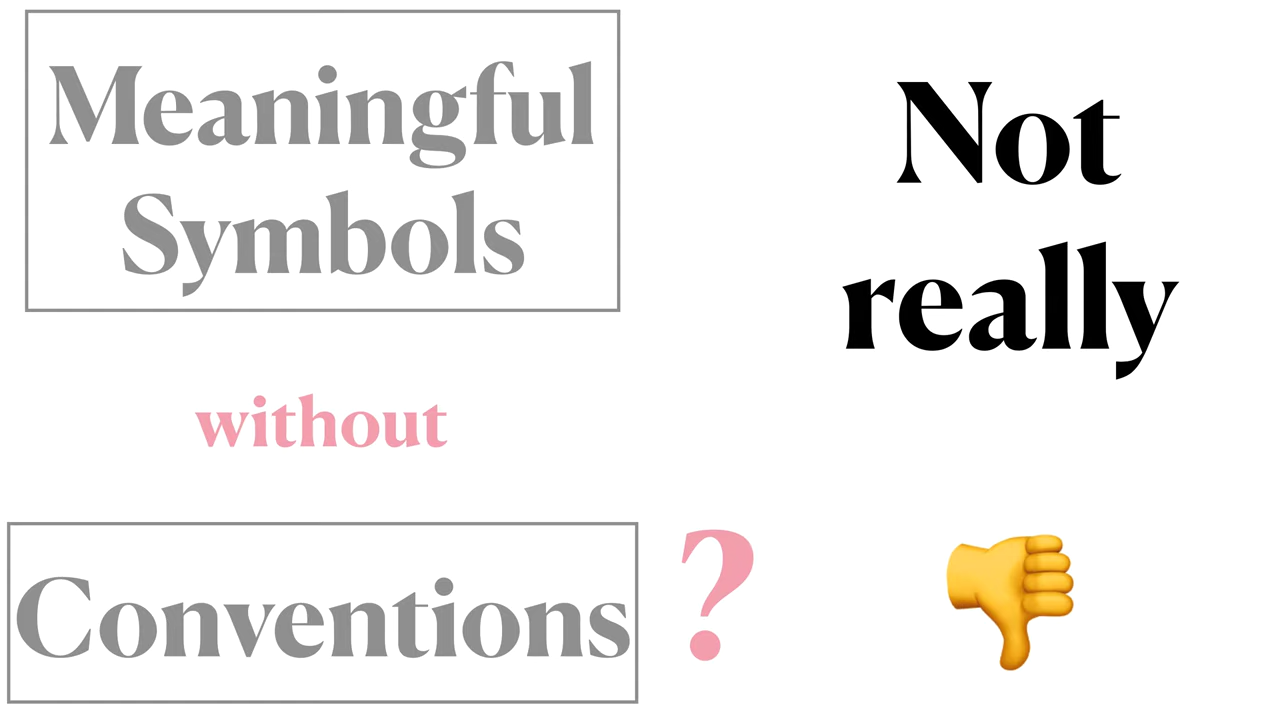 Meaningful
Symbols
without
Conventions ?
Not
really